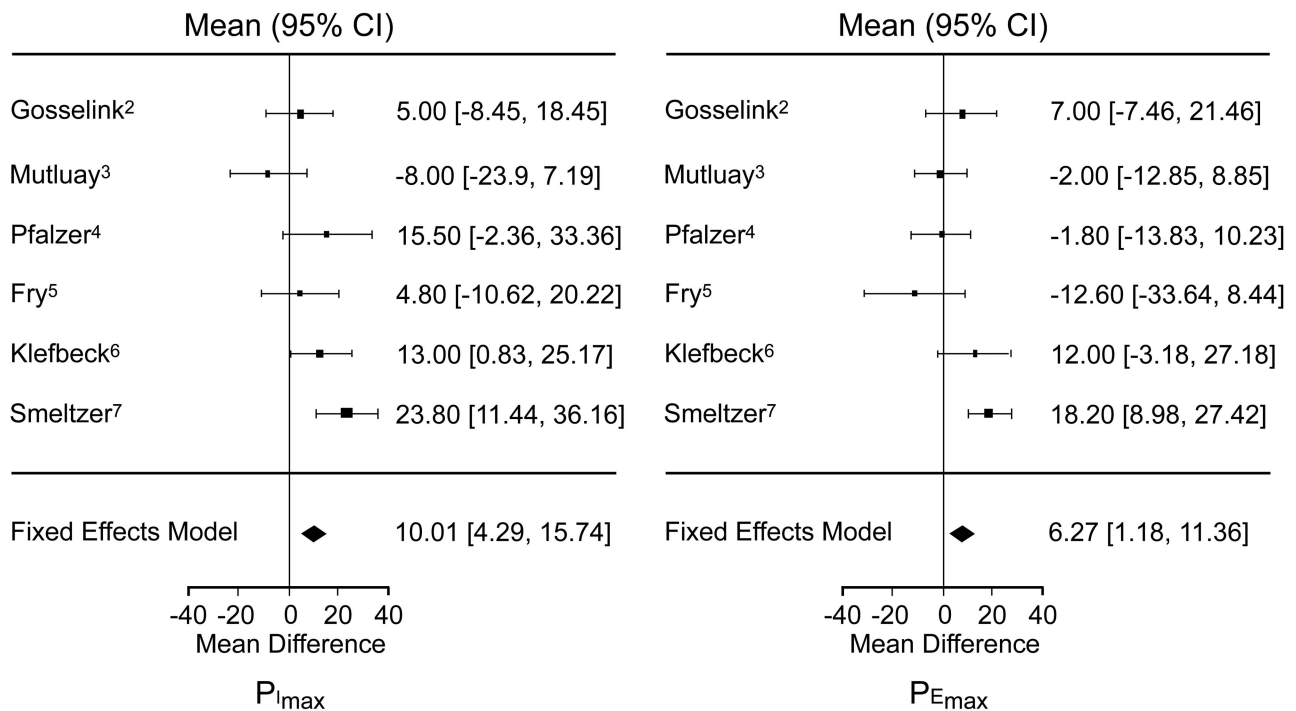 Mean (95% CI)
Gosselink2 5.00 [-8.45, 18.45]
Mutluay3 -8.00 [-23.9, 7.19]
Pfalzer4 15.50 [-2.36, 33.36]
Fry5 4.80 [-10.62, 20.22]
Klefbeck6 13.00 [0.83, 25.17]
Smeltzer7 23.80 [11.44, 36.16]
Fixed Effects Model 10.01 [4.29, 15.74]
-40 -20 0 20 40
Mean Difference
PImax
Mean (95% CI)
Gosselink2 7.00 [-7.46, 21.46]
Mutluay3 -2.00 [-12.85, 8.85]
Pfalzer4 -1.80 [-13.83, 10.23]
Fry5 -12.60 [-33.64, 8.44]
Klefbeck6 12.00 [-3.18, 27.18]
Smeltzer7 18.20 [8.98, 27.42]
Fixed Effects Model 6.27 [1.18, 11.36]
-40 -20 0 20 40
Mean Difference
PEmax